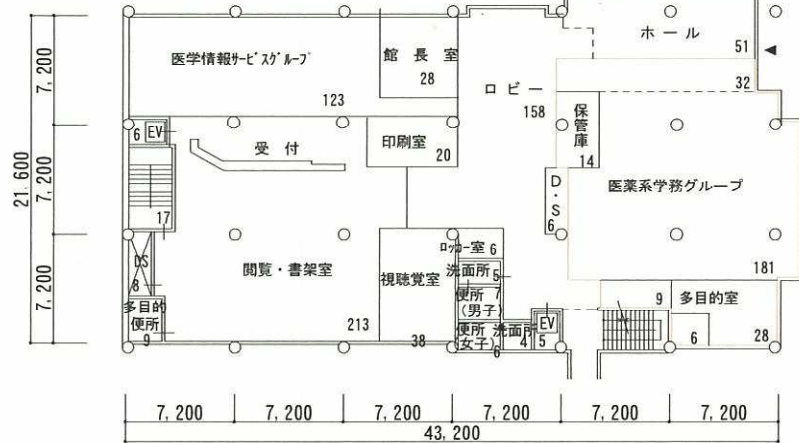 ホール
51
医学情報ｻｰﾋﾞｽｸﾞﾙｰﾌﾟ
館長室
28
32
ロビー
123
158
保管庫
14
6
EV
受付
印刷室
20
医薬系学務グループ
D・S
6
17
ﾛｯｶｰ室 6
DS
8
閲覧・書架室
視聴覚室
洗面所
5
181
多目的便所
9
213
38
便所(男子)
7
便所(女子)
6
洗面所
4
EV
5
9
多目的室
6
28
7,200
7,200
7,200
21,600
7,200
7,200
7,200
7,200
7,200
7,200
43,200